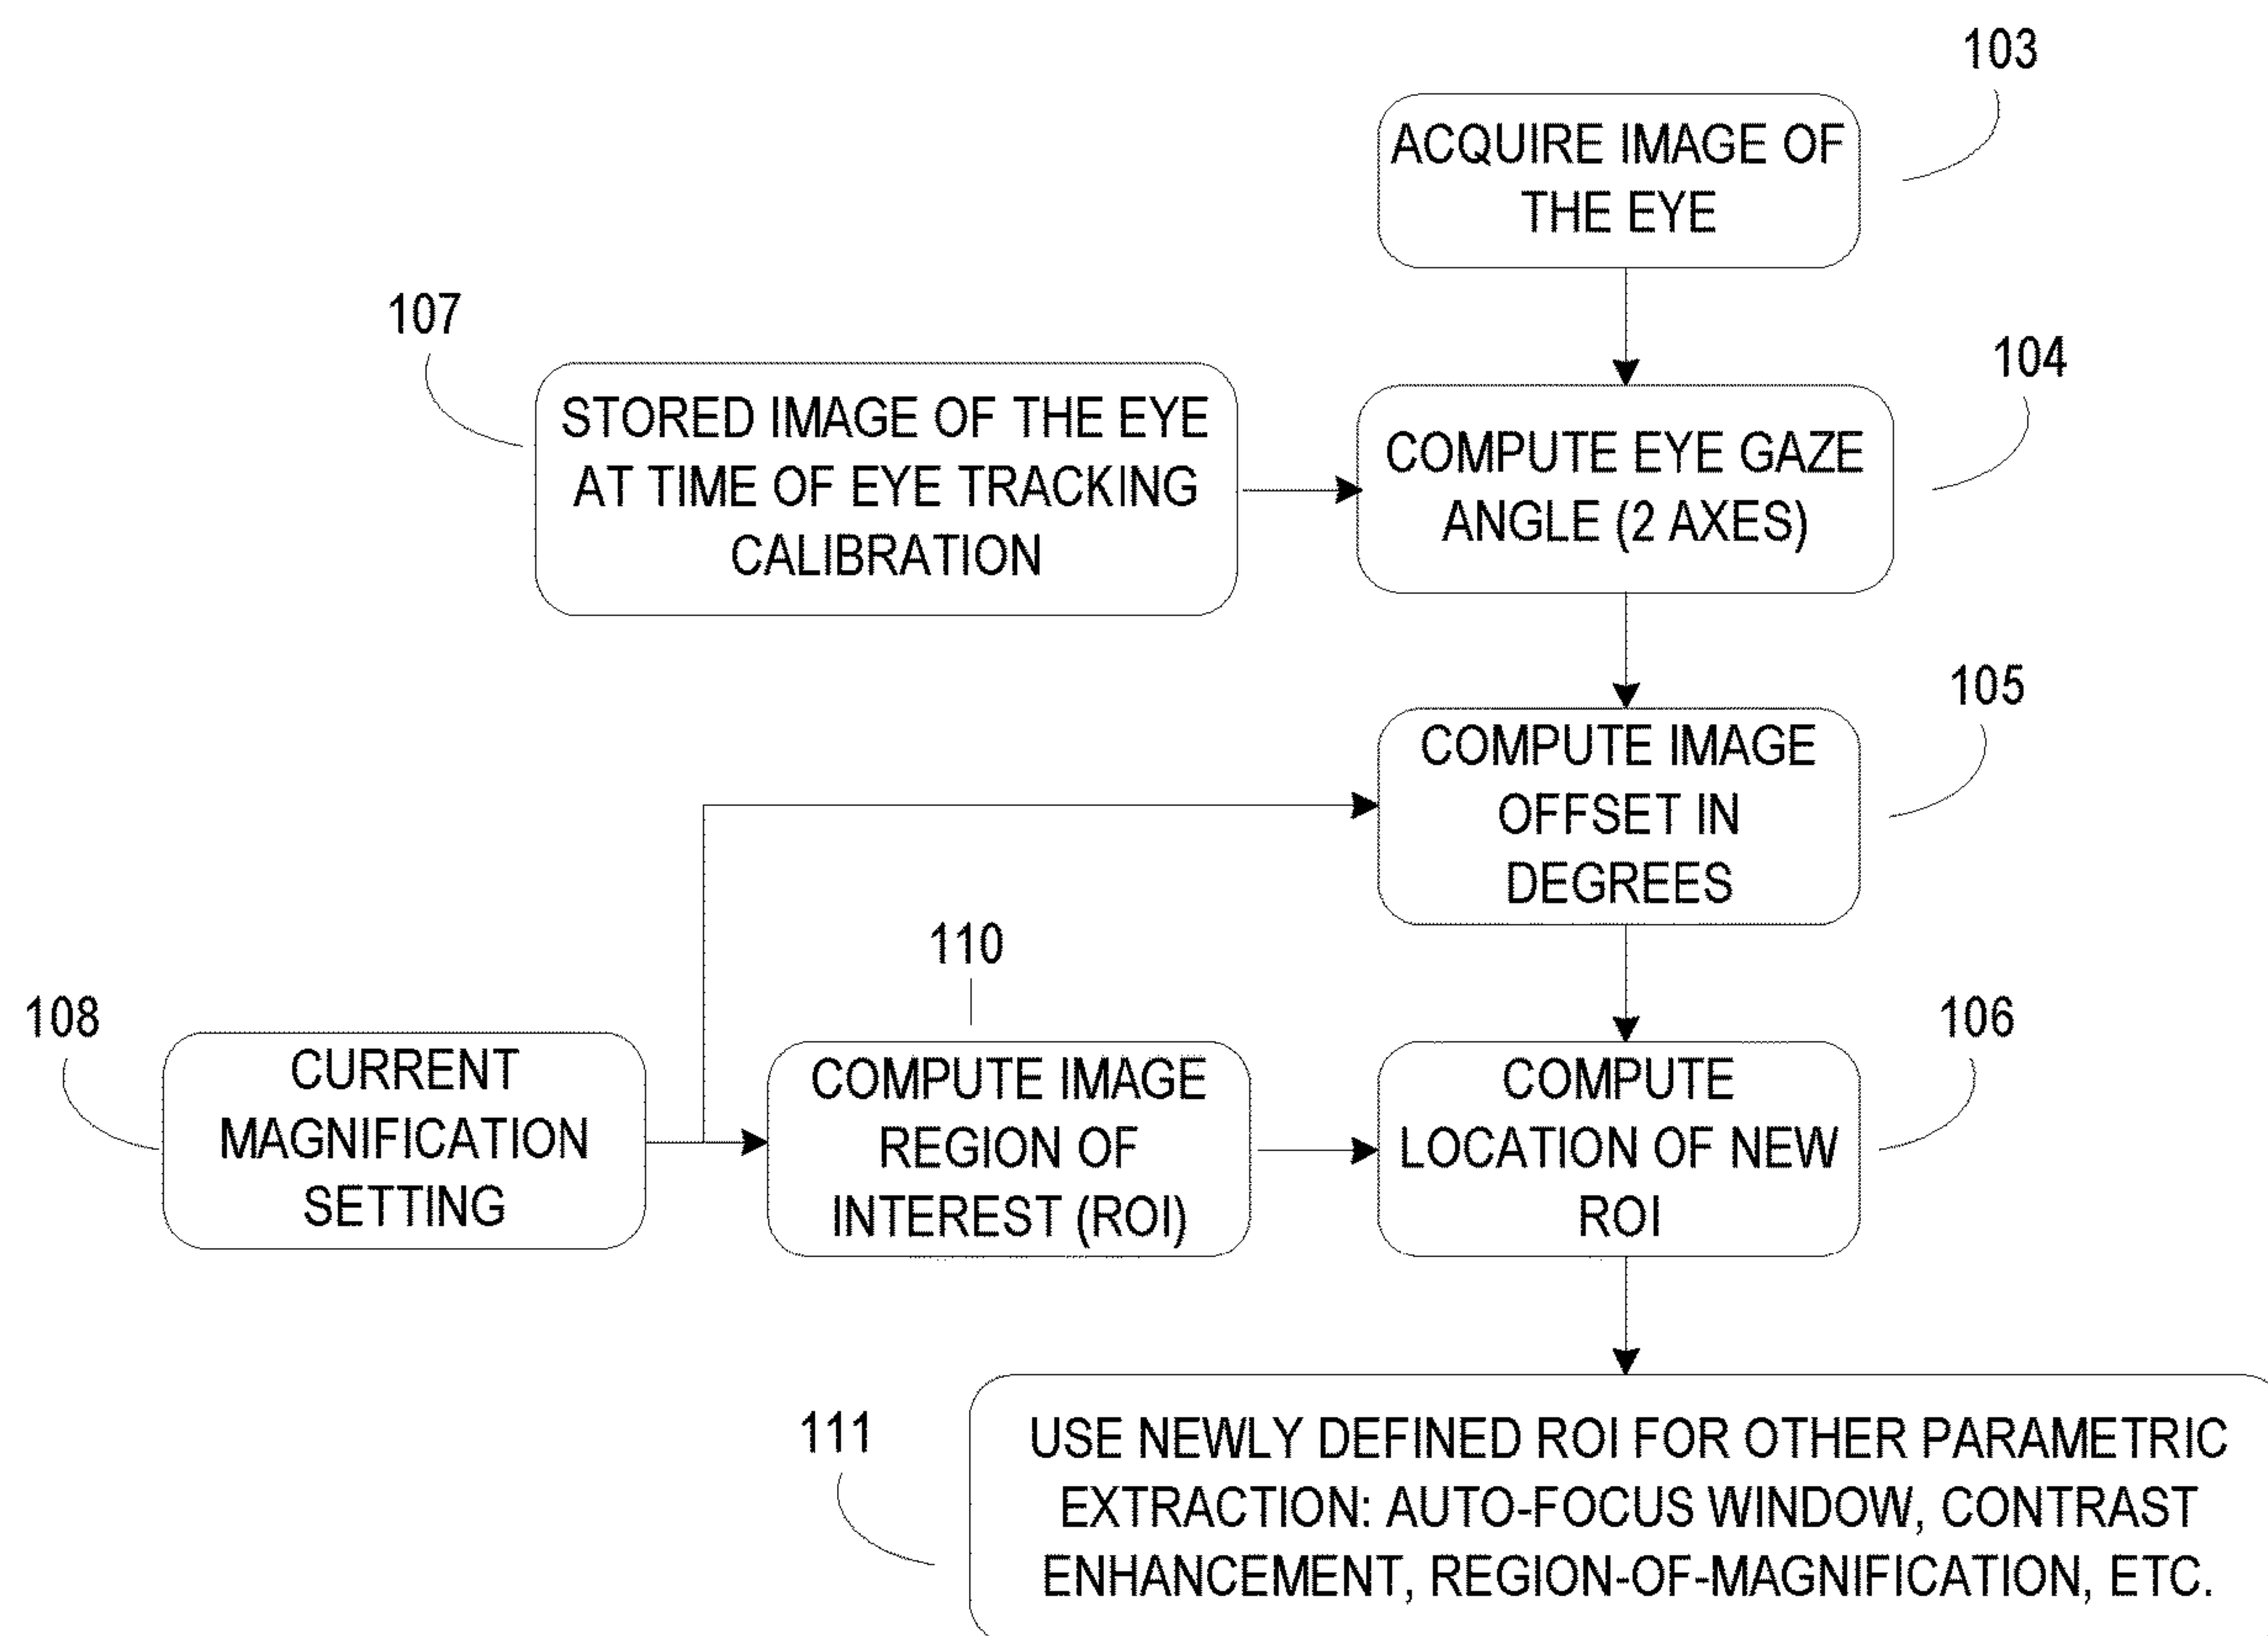 103
ACQUIRE IMAGE OF
THE EYE
107
STORED IMAGE OF THE EYE
AT TIME OF EYE TRACKING
CALIBRATION
104
COMPUTE EYE GAZE
ANGLE (2 AXES)
105
COMPUTE IMAGE
OFFSET IN
DEGREES
108
CURRENT
MAGNIFICATION
SETTING
110
COMPUTE IMAGE
REGION OF
INTEREST (ROI)
106
COMPUTE
LOCATION OF NEW
ROI
111
USE NEWLY DEFINED ROI FOR OTHER PARAMETRIC
EXTRACTION: AUTO-FOCUS WINDOW, CONTRAST
ENHANCEMENT, REGION-OF-MAGNIFICATION, ETC.